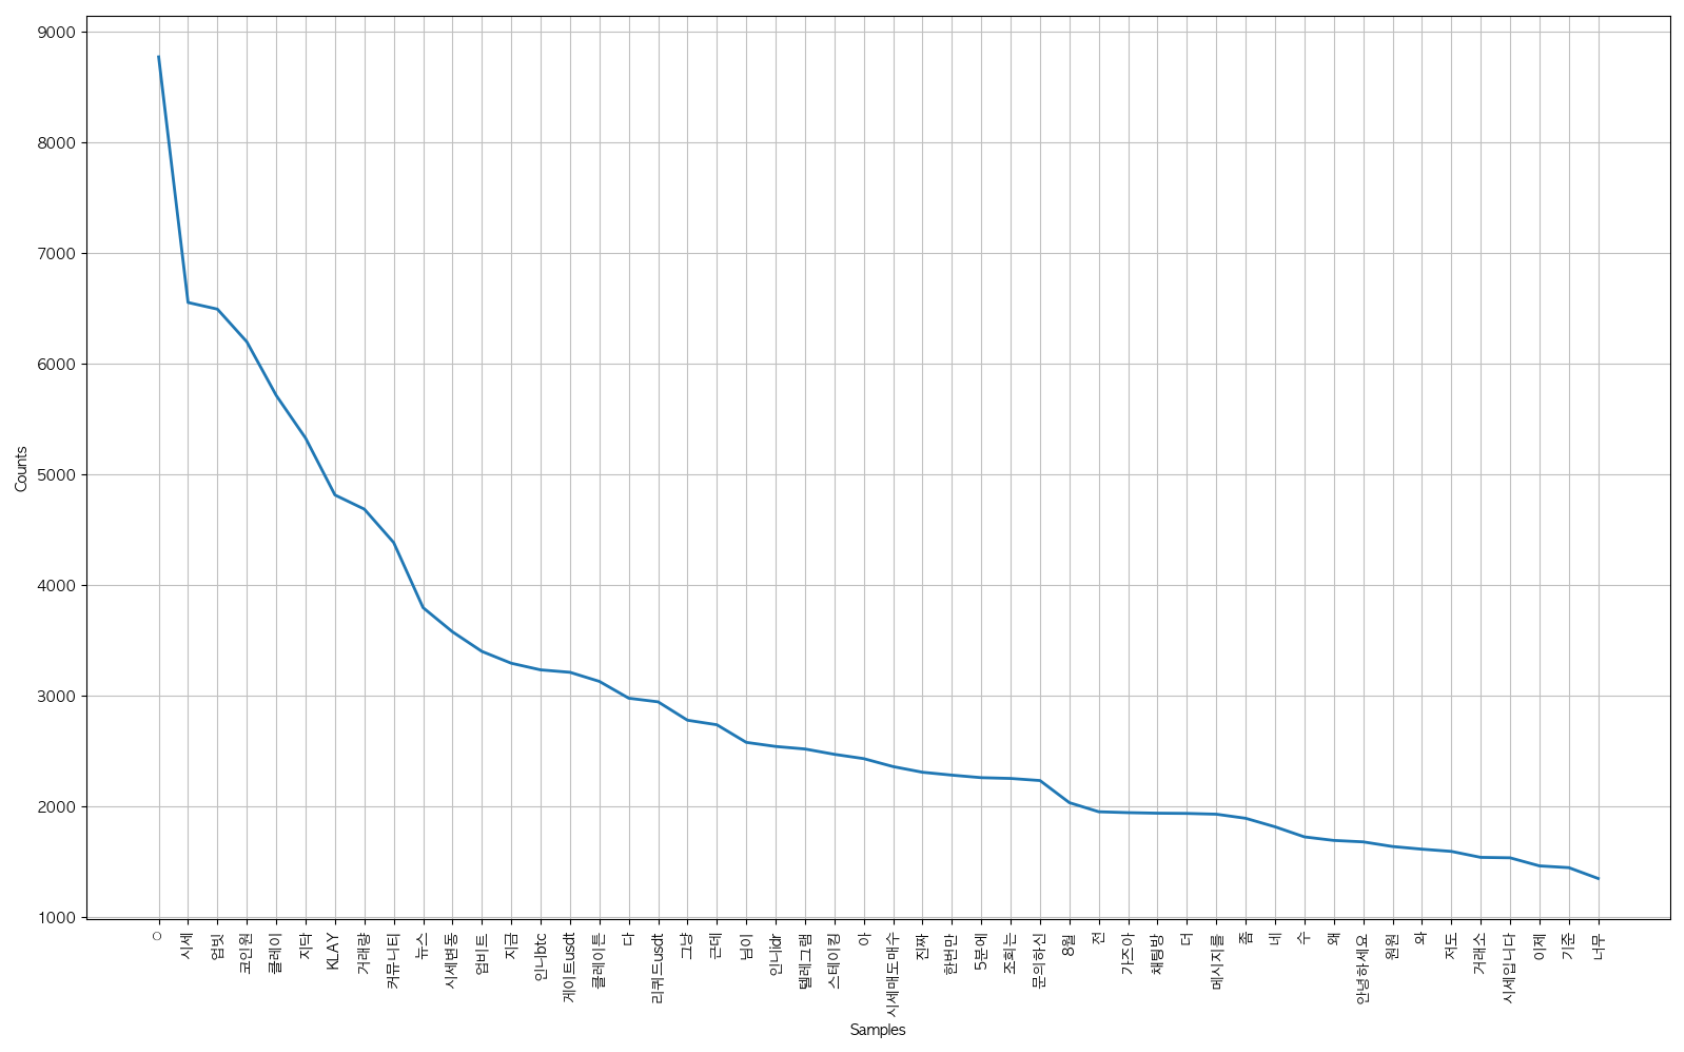 9000
8000
7000
6000
5000
4000
3000
2000
1000
Counts
ㅇ
시세
업빗
코인원
클레이
지닥
KLAY
거래량
커뮤니티
뉴스
시세변동
업비트
지금
인니btc
게이트usdt
클레이튼
다
리퀴드usdt
그냥
근데
님이
인니idr
텔레그램
스테이킹
아
시세매도매수
진짜
한번만
5분에
조회는
문의하신
8월
전
가즈아
채팅방
더
메시지를
좀
네
수
왜
안녕하세요
원원
와
저도
거래소
시세입니다
이제
기준
너무
Samples